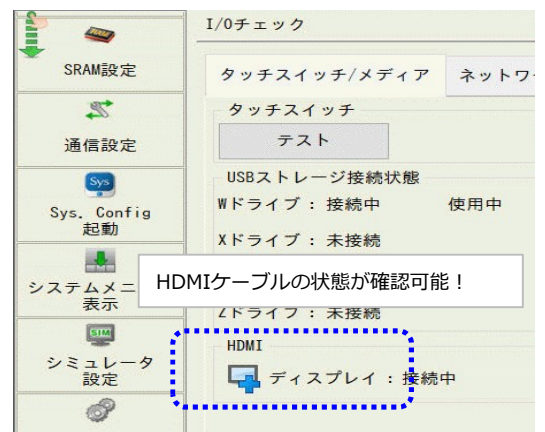 I/Oチェック
SRAM設定
通信設定
Sys
Sys. Config
起動
システムメニ
表示
SIM
シミュレータ
設定
タッチスイッチ/メディア
ネットワ
タッチスイッチ
テスト
USBストレージ接続状態
Wドライブ : 接続中 使用中
Xドライブ : 未接続
HDMIケーブルの状態が確認可能！
Zドライブ : 未接続
HDMI
ディスプレイ : 接続中